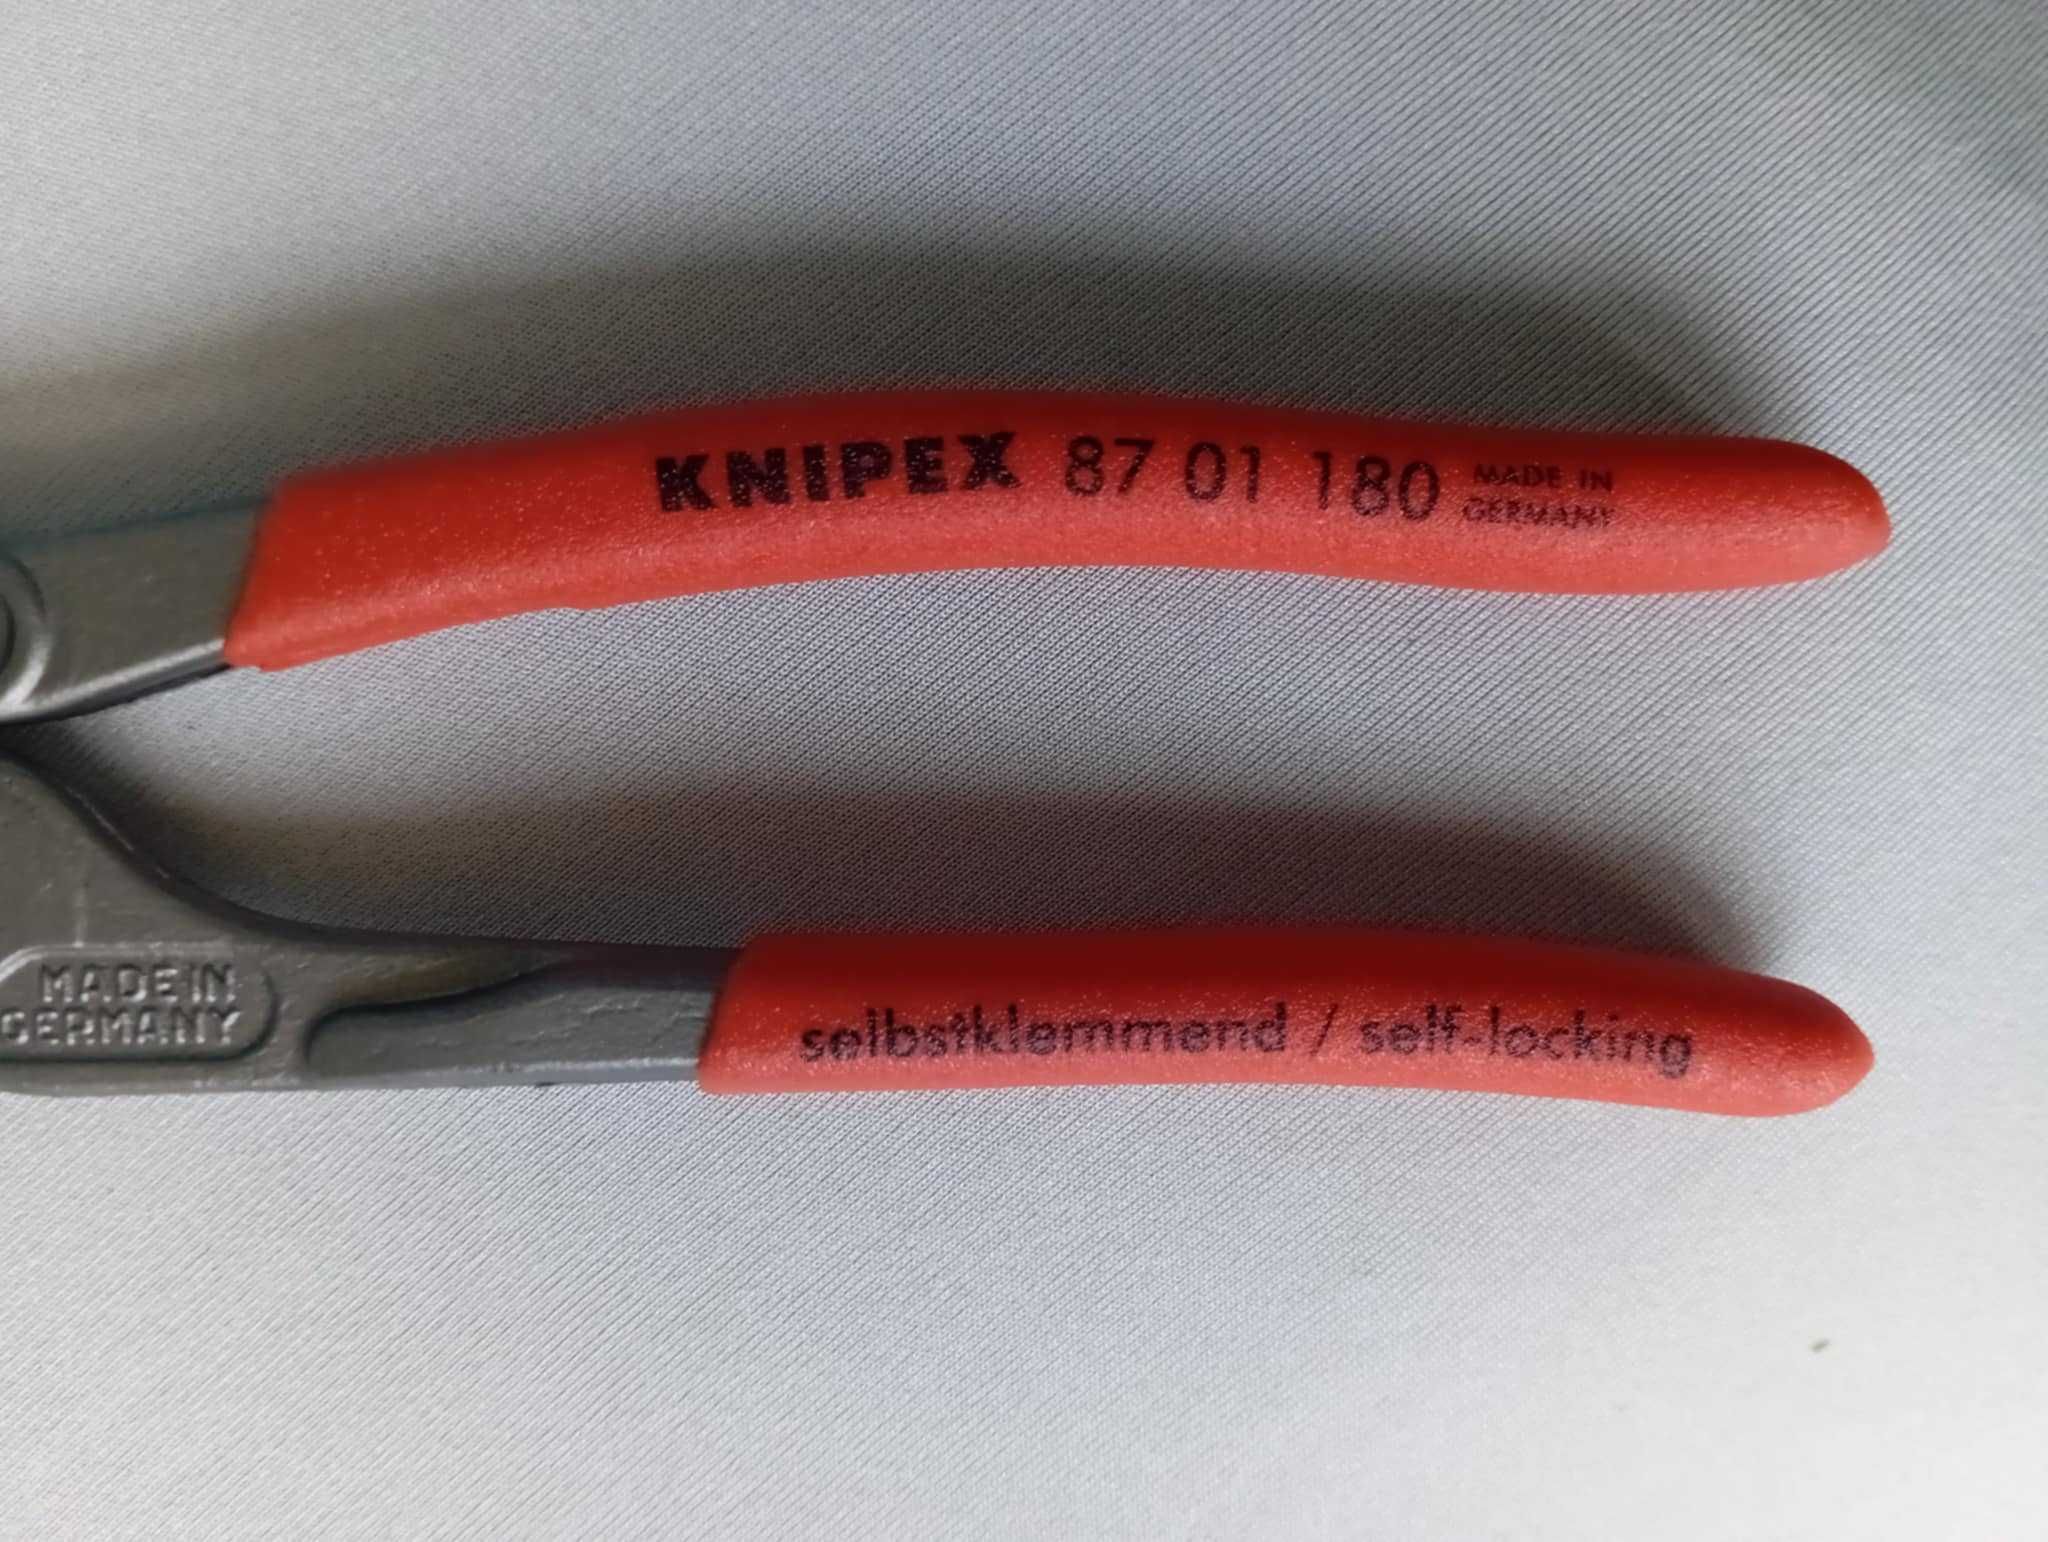 KNIPEX 87 01 180 MADE IN
GERMANY
MADE IN
GERMANY
selbstklemmend / self-locking